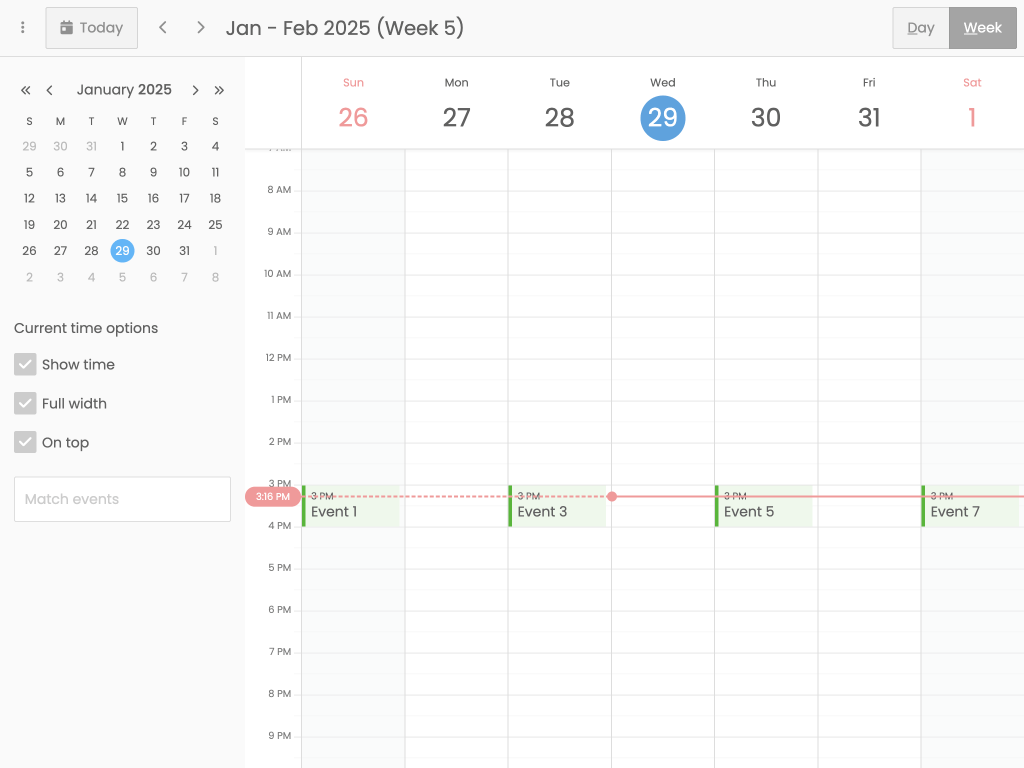 Today
Jan - Feb 2025 (Week 5)
Day
Week
January 2025
S M T W T F S
29 30 31 1 2 3 4
5 6 7 8 9 10 11
12 13 14 15 16 17 18
19 20 21 22 23 24 25
26 27 28 29 30 31 1
2 3 4 5 6 7 8
Current time options
Show time
Full width
On top
Match events
Sun Mon Tue Wed Thu Fri Sat
26 27 28 29 30 31 1
8 AM
9 AM
10 AM
11 AM
12 PM
1 PM
2 PM
3 PM
3:16 PM
3 PM
Event 1
3 PM
Event 3
3 PM
Event 5
3 PM
Event 7
4 PM
5 PM
6 PM
7 PM
8 PM
9 PM